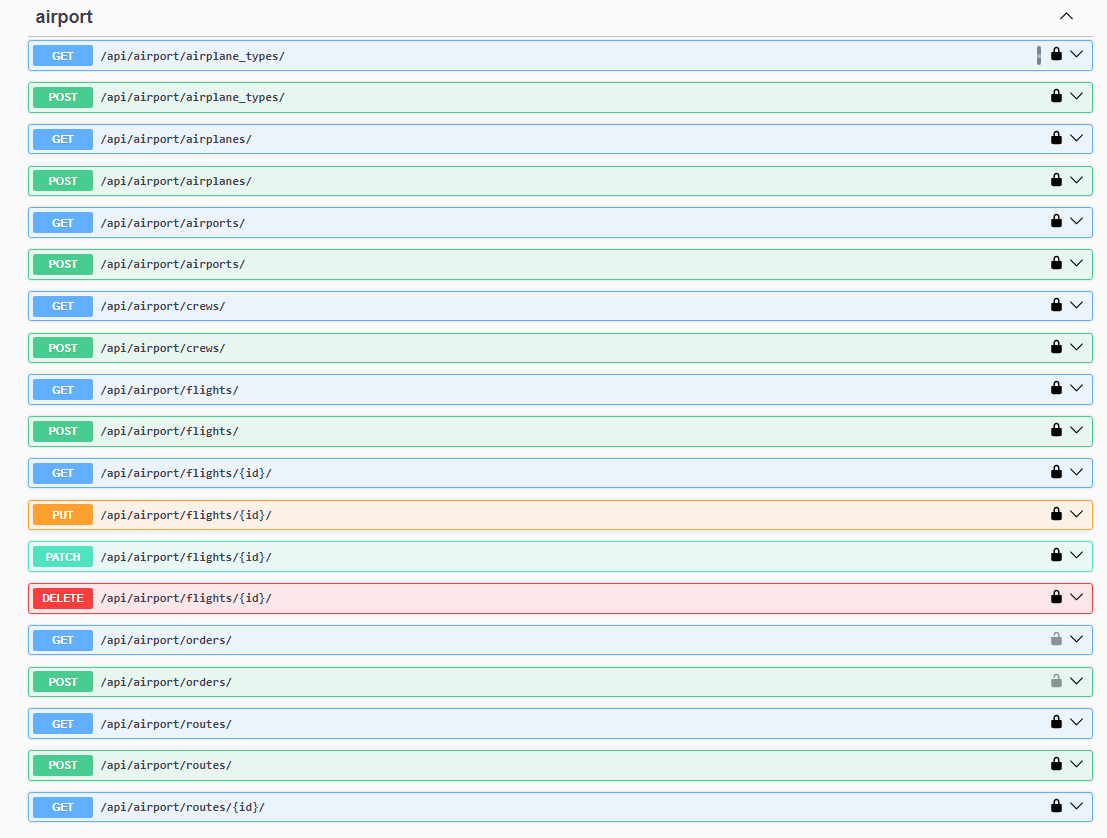 airport
GET /api/airport/airplane_types/
POST /api/airport/airplane_types/
GET /api/airport/airplanes/
POST /api/airport/airplanes/
GET /api/airport/airports/
POST /api/airport/airports/
GET /api/airport/crews/
POST /api/airport/crews/
GET /api/airport/flights/
POST /api/airport/flights/
GET /api/airport/flights/{id}/
PUT /api/airport/flights/{id}/
PATCH /api/airport/flights/{id}/
DELETE /api/airport/flights/{id}/
GET /api/airport/orders/
POST /api/airport/orders/
GET /api/airport/routes/
POST /api/airport/routes/
GET /api/airport/routes/{id}/